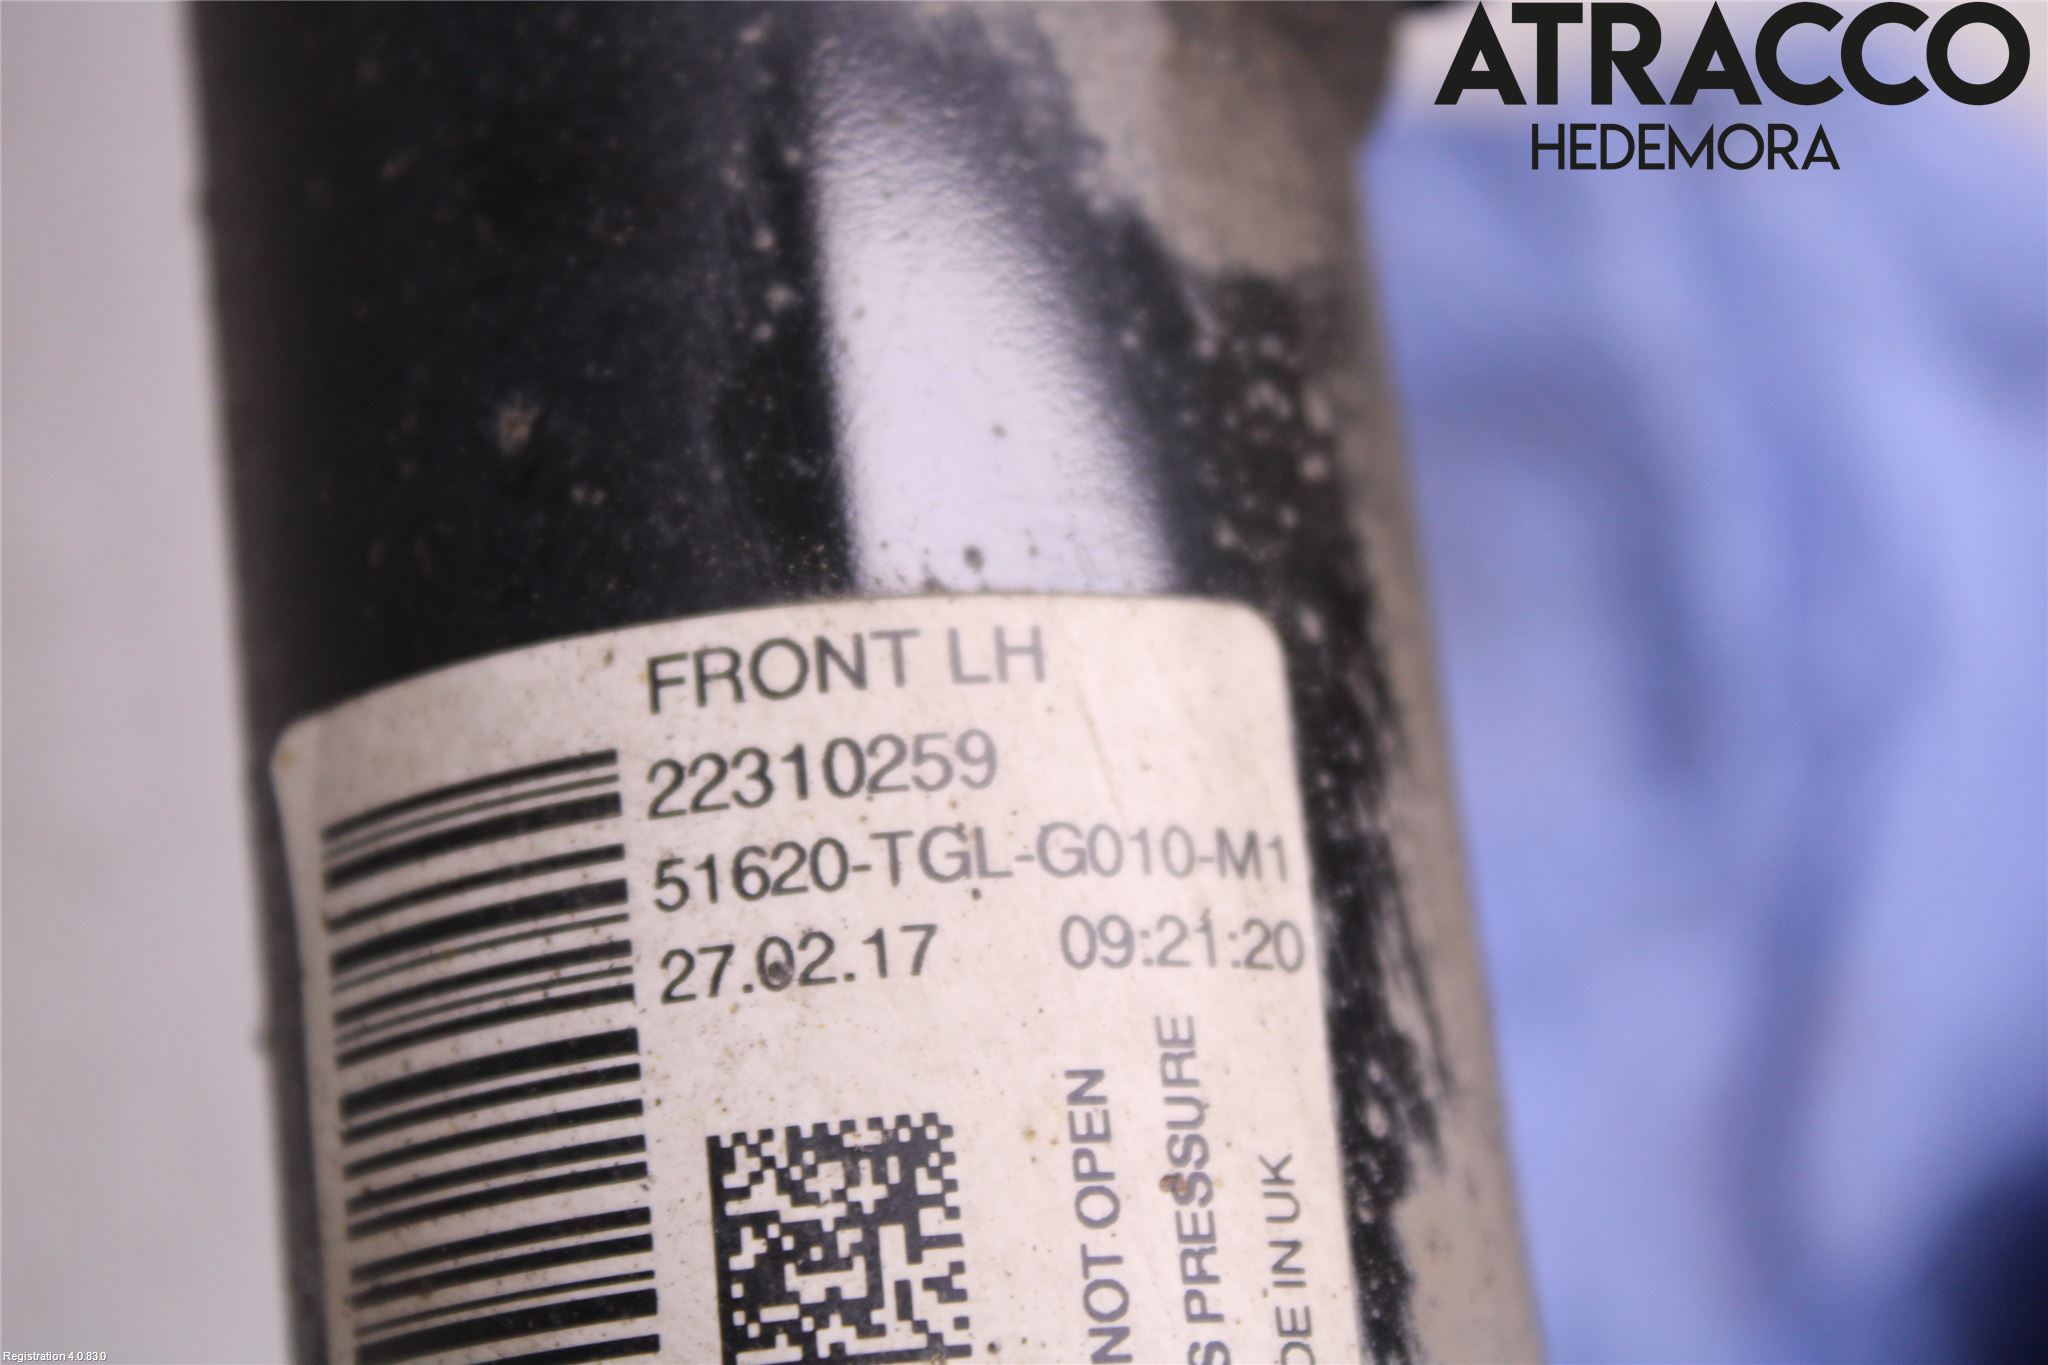 ATRACCO
HEDEMORA
FRONT LH
22310259
51620-TGL-G010-M1
27.02.17 09:21:20
NOT OPEN
S PRESSURE
DE IN UK
Registration 4.0.83.0